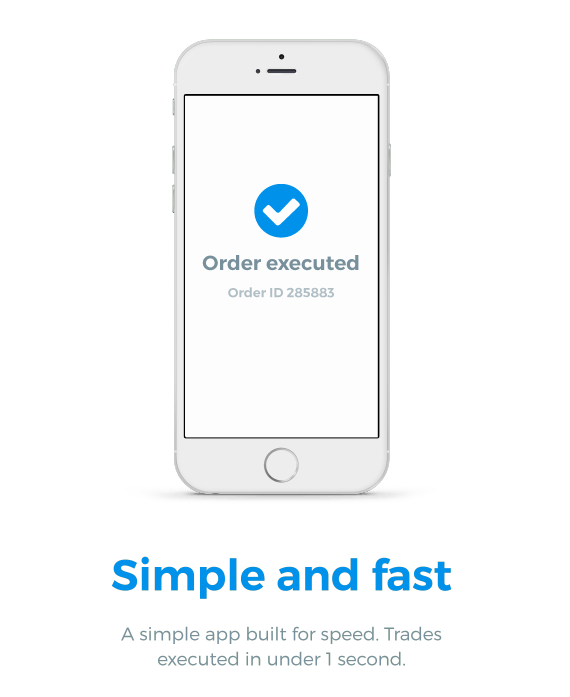 Order executed
Order ID 285883
Simple and fast
A simple app built for speed. Trades
executed in under 1 second.